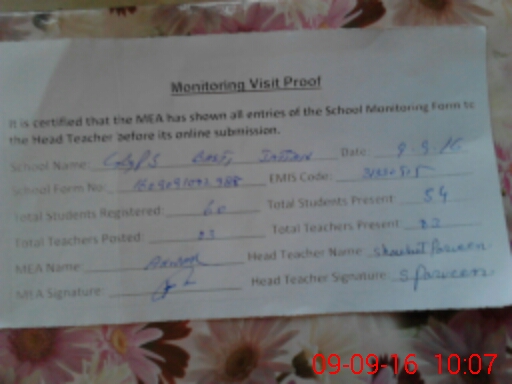 Monitoring Visit Proof
It is certified that the MEA has shown all entries of the School Monitoring Form to
the Head Teacher before its online submission.
School Name: Date: 9.9.16
School Form No: EMIS Code:
Total Students Registered: 60 Total Students Present: 54
Total Teachers Posted: 03 Total Teachers Present: 03
MEA Name: Head Teacher Name: Parveen
MEA Signature: Head Teacher Signature: S Parveen
09-09-16 10:07